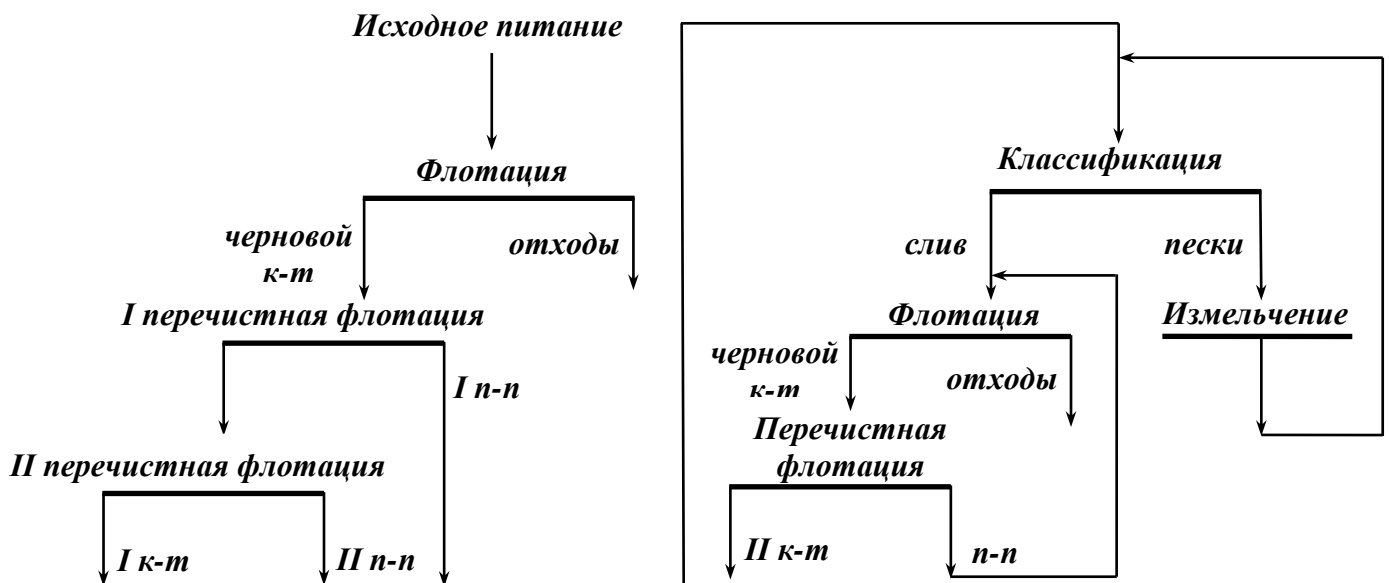 Исходное питание
Флотация
черновой
к-т
отходы
I перечистная флотация
I п-п
II перечистная флотация
I к-т
II п-п
Классификация
слив
пески
Флотация
Измельчение
черновой
к-т
отходы
Перечистная
флотация
II к-т
п-п